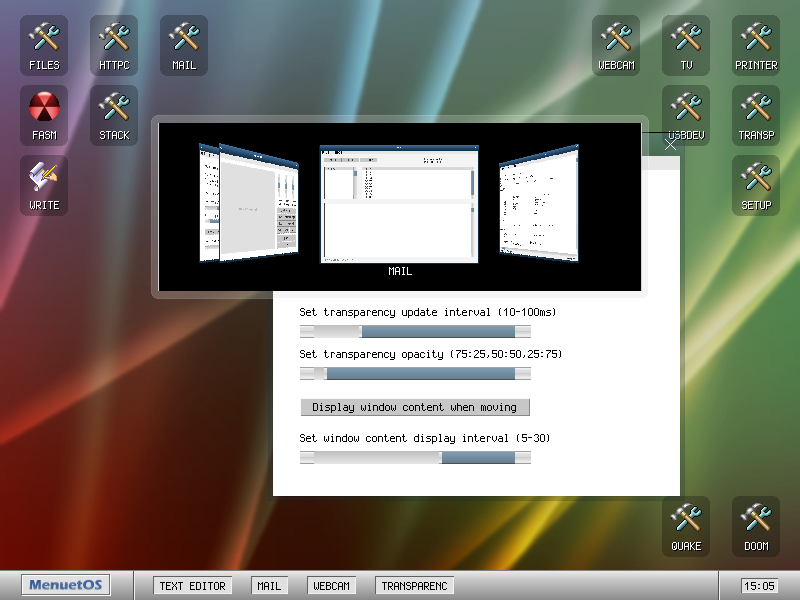 FILES
HTTPC
MAIL
WEBCAM
TV
PRINTER
FASM
STACK
USBDEV
TRANSP
WRITE
SETUP
MAIL
Set transparency update interval (10-100ms)
Set transparency opacity (75:25,50:50,25:75)
Display window content when moving
Set window content display interval (5-30)
QUAKE
DOOM
MenuetOS
TEXT EDITOR
MAIL
WEBCAM
TRANSPARENC
15:05